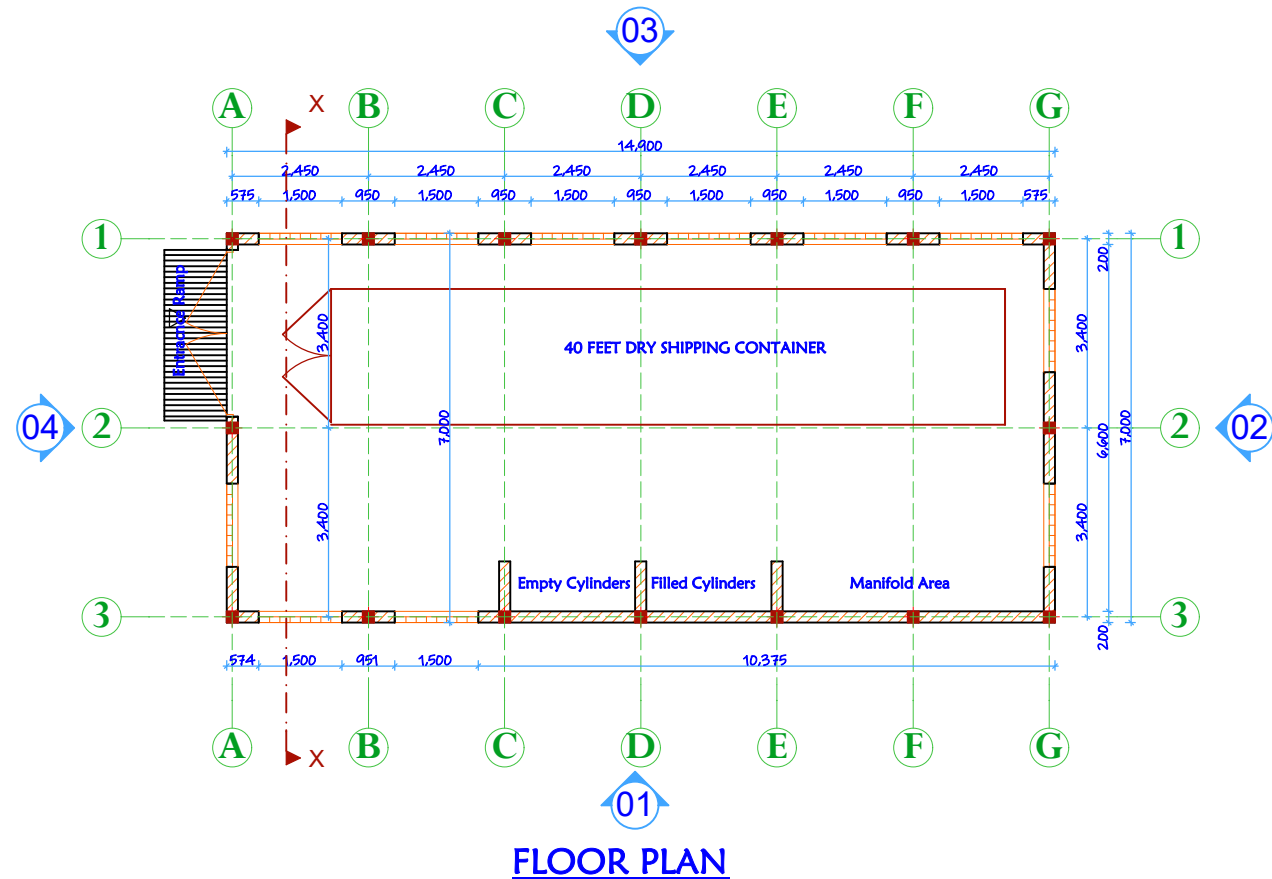 03
A B C D E F G
X
14,900
2,450 2,450 2,450 2,450 2,450 2,450
575 1,500 950 1,500 950 1,500 950 1,500 950 1,500 950 1,500 575
1 1
200
Entracnce Ramp
3,400
40 FEET DRY SHIPPING CONTAINER
3,400
04 2 2 02
7,000
6,600
7,000
3,400
3,400
Empty Cylinders Filled Cylinders Manifold Area
3 3
200
574 1,500 951 1,500 10,375
A B C D E F G
X
01
FLOOR PLAN